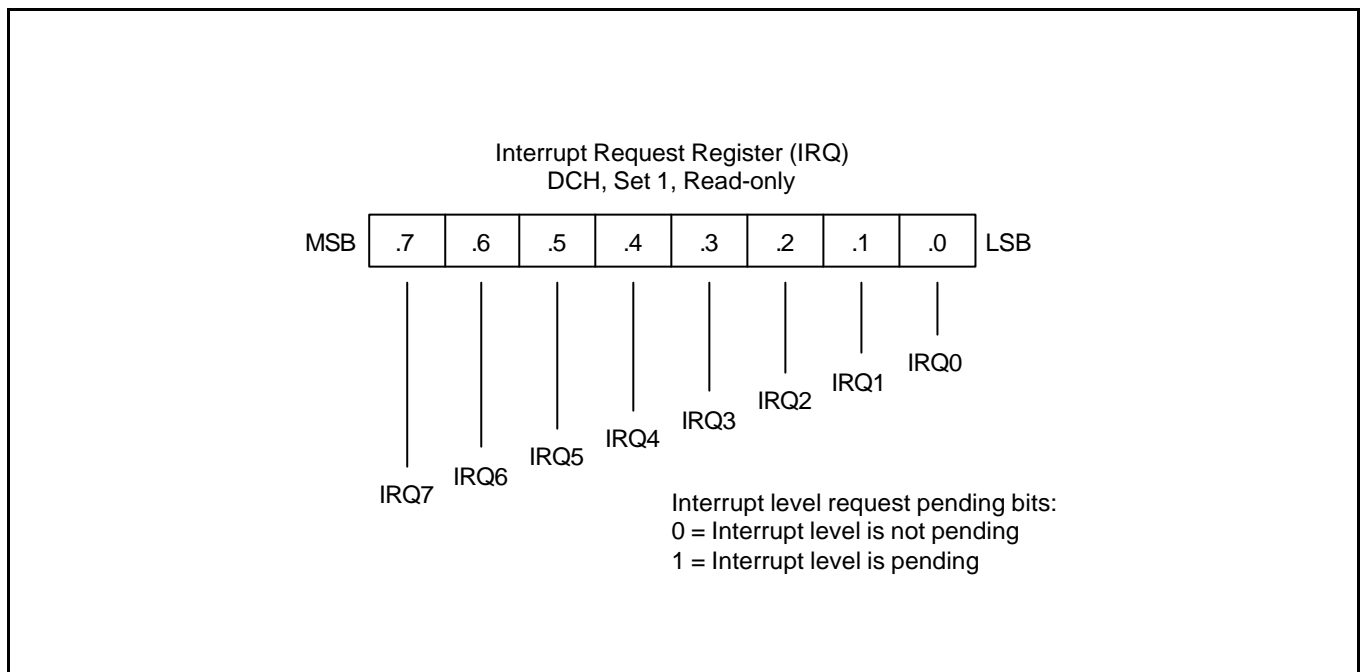 Interrupt Request Register (IRQ)
DCH, Set 1, Read-only
MSB .7 .6 .5 .4 .3 .2 .1 .0 LSB
IRQ0
IRQ1
IRQ2
IRQ3
IRQ4
IRQ5
IRQ6
IRQ7
Interrupt level request pending bits:
0 = Interrupt level is not pending
1 = Interrupt level is pending